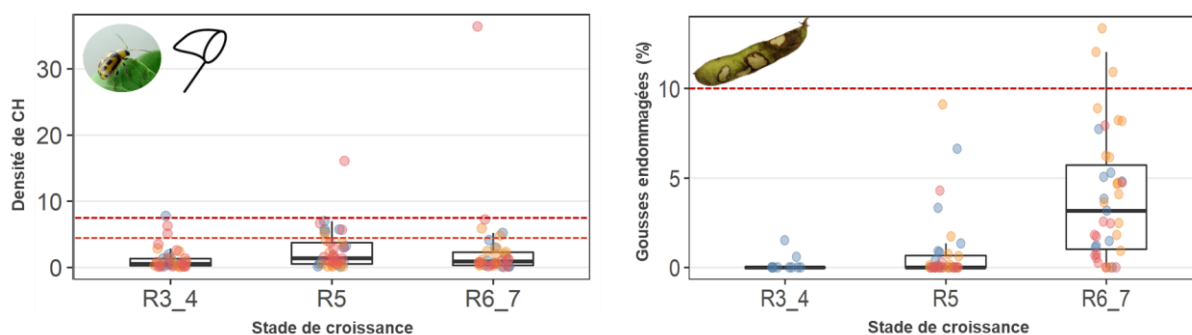 Densité de CH
30
20
10
0
R3_4 R5 R6_7
Stade de croissance
Gousses endommagées (%)
10
5
0
R3_4 R5 R6_7
Stade de croissance